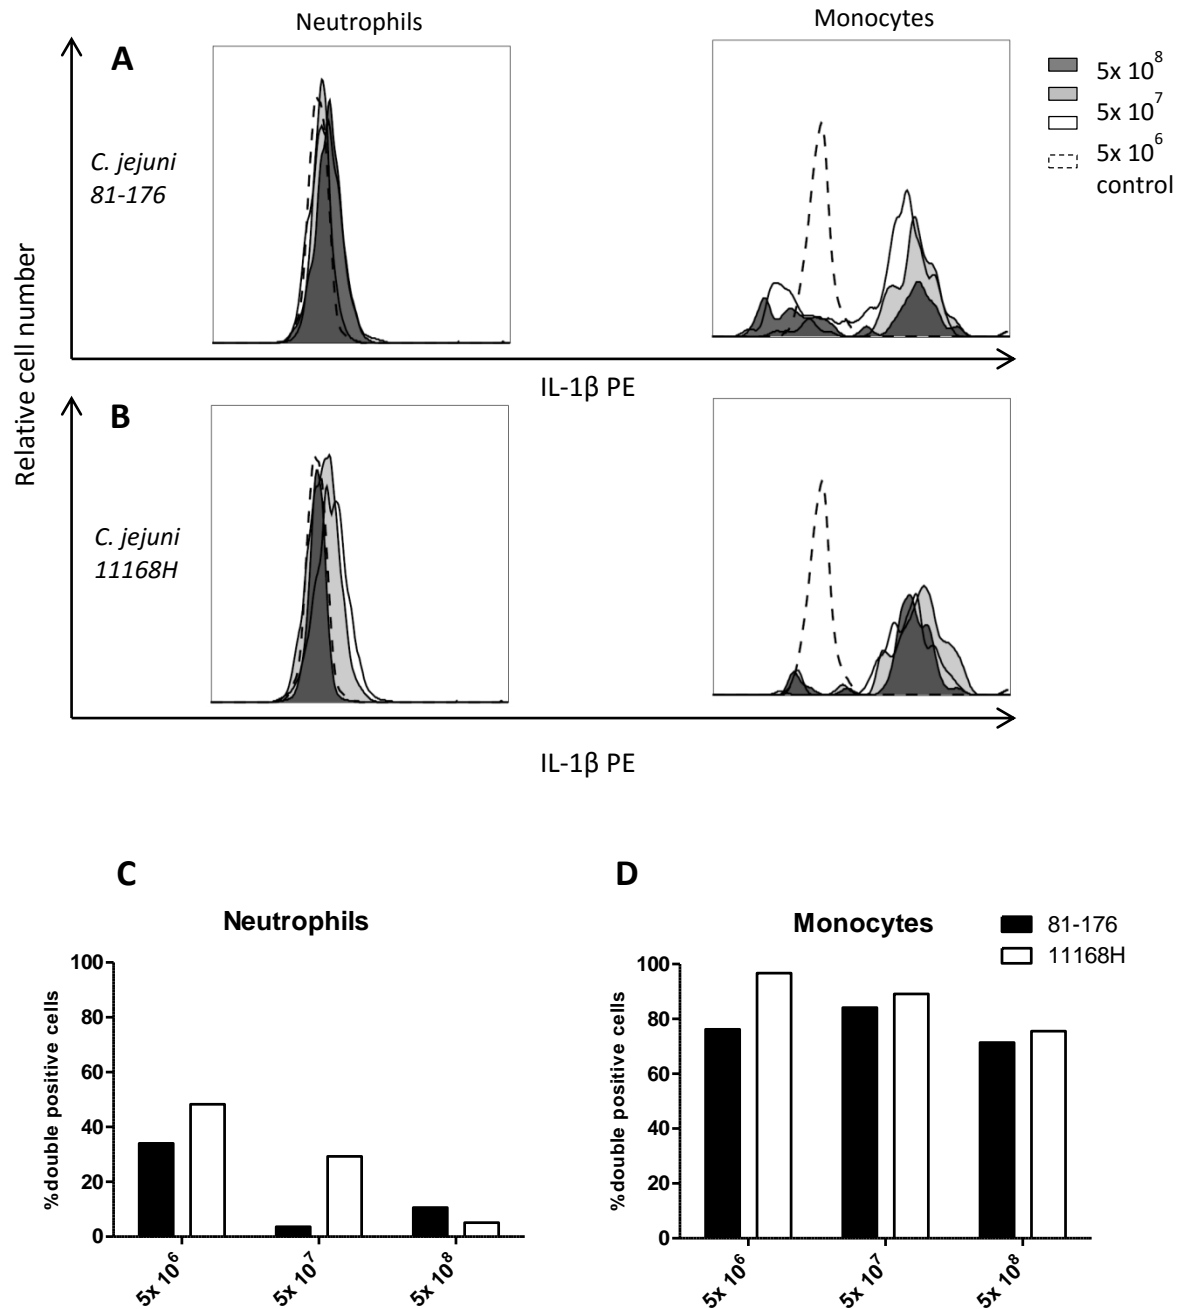 Neutrophils
Monocytes
A
5x 10^8
5x 10^7
5x 10^6
control
C. jejuni
81-176
Relative cell number
IL-1β PE
B
C. jejuni
11168H
IL-1β PE
C
D
Neutrophils
Monocytes
81-176
11168H
%double positive cells
100
80
60
40
20
0
5x 10^6
5x 10^7
5x 10^8
%double positive cells
100
80
60
40
20
0
5x 10^6
5x 10^7
5x 10^8